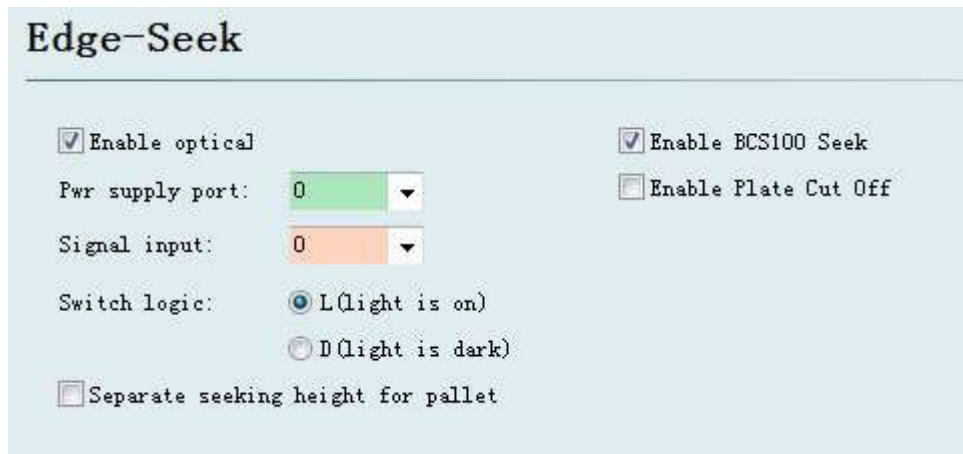 Edge-Seek
Enable optical
Enable BCS100 Seek
Pwr supply port: 0
Enable Plate Cut Off
Signal input: 0
Switch logic: L(light is on)
D(light is dark)
Separate seeking height for pallet